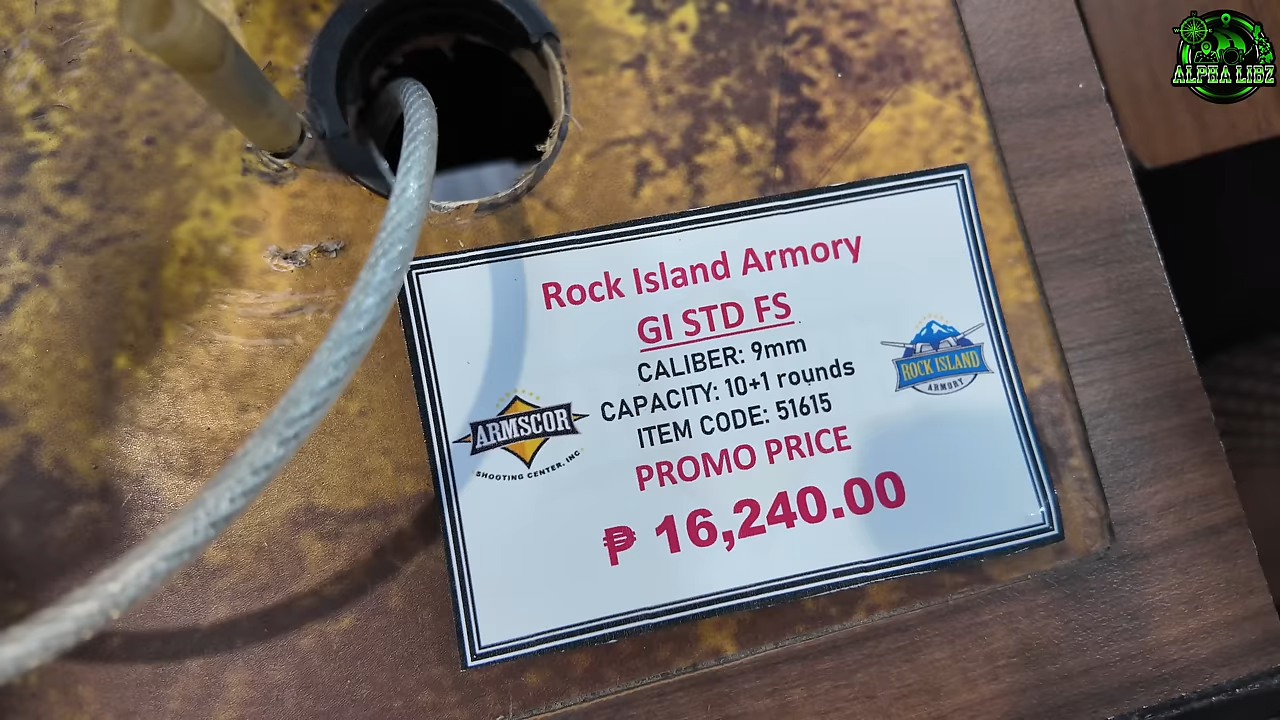 ALPHA LIBZ
Rock Island Armory
GI STD FS
CALIBER: 9mm
CAPACITY: 10+1 rounds
ITEM CODE: 51615
PROMO PRICE
₱ 16,240.00
ARMSCOR
SHOOTING CENTER, INC.
ROCK ISLAND
ARMORY